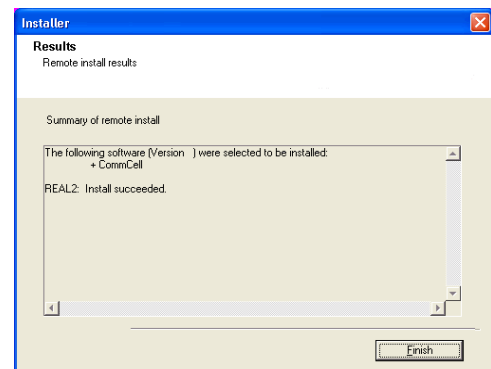 Installer
Results
Remote install results
Summary of remote install
The following software (Version   ) were selected to be installed:
+ CommCell
REAL2:  Install succeeded.
Finish